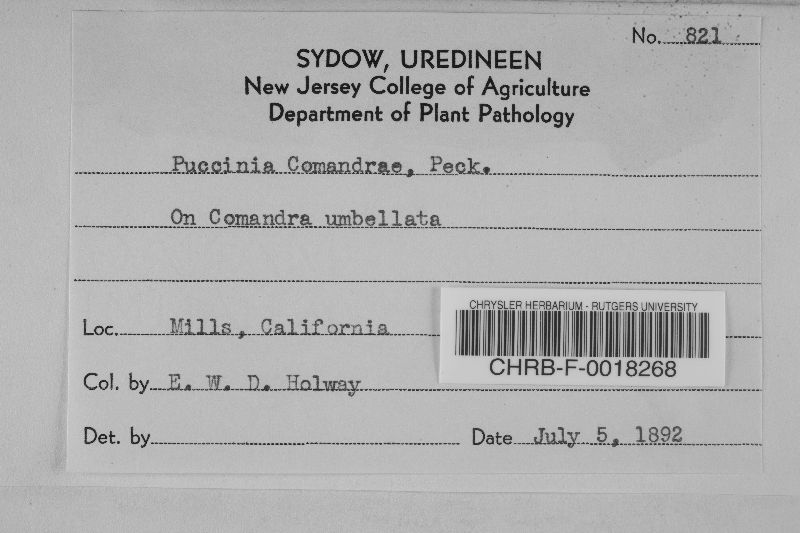 No. 821
SYDOW, UREDINEEN
New Jersey College of Agriculture
Department of Plant Pathology
Puccinia Comandrae, Peck.
On Comandra umbellata
CHRYSLER HERBARIUM - RUTGERS UNIVERSITY
Loc. Mills, California
CHRB-F-0018268
Col. by E. W. D. Holway
Det. by
Date July 5, 1892